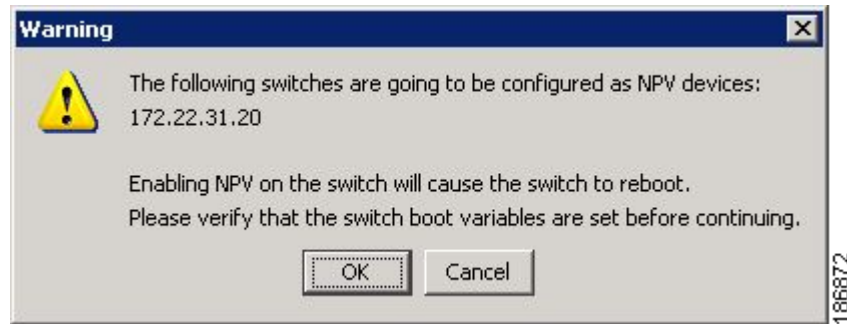 Warning
The following switches are going to be configured as NPV devices:
172.22.31.20
Enabling NPV on the switch will cause the switch to reboot.
Please verify that the switch boot variables are set before continuing.
OK
Cancel
186872